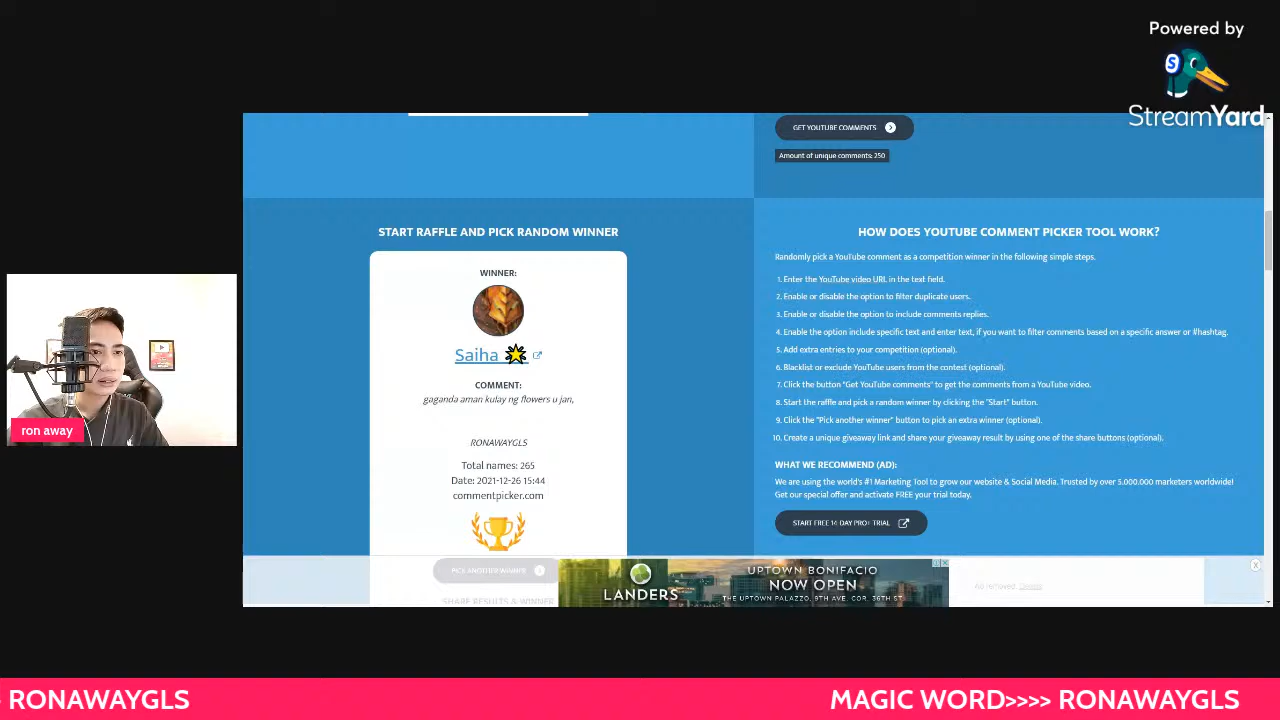 Powered by
StreamYard
GET YOUTUBE COMMENTS
Amount of unique comments: 250
START RAFFLE AND PICK RANDOM WINNER
WINNER:
Saiha
COMMENT:
gaganda aman kulay ng flowers u jan,
RONAWAYGLS
Total names: 265
Date: 2021-12-26 15:44
commentpicker.com
PICK ANOTHER WINNER
SHARE RESULTS & WINNER
HOW DOES YOUTUBE COMMENT PICKER TOOL WORK?
Randomly pick a YouTube comment as a competition winner in the following simple steps.
1. Enter the YouTube video URL in the text field.
2. Enable or disable the option to filter duplicate users.
3. Enable or disable the option to include comments replies.
4. Enable the option include specific text and enter text, if you want to filter comments based on a specific answer or #hashtag.
5. Add extra entries to your competition (optional).
6. Blacklist or exclude YouTube users from the contest (optional).
7. Click the button "Get YouTube comments" to get the comments from a YouTube video.
8. Start the raffle and pick a random winner by clicking the "Start" button.
9. Click the "Pick another winner" button to pick an extra winner (optional).
10. Create a unique giveaway link and share your giveaway result by using one of the share buttons (optional).
WHAT WE RECOMMEND (AD):
We are using the world's #1 Marketing Tool to grow our website & Social Media. Trusted by over 5.000.000 marketers worldwide!
Get our special offer and activate FREE your trial today.
START FREE 14 DAY PRO+ TRIAL
LANDERS
UPTOWN BONIFACIO
NOW OPEN
THE UPTOWN PALAZZO, 9TH AVE. COR. 36TH ST.
Ad removed. Details
ron away
> RONAWAYGLS
MAGIC WORD>>>> RONAWAYGLS